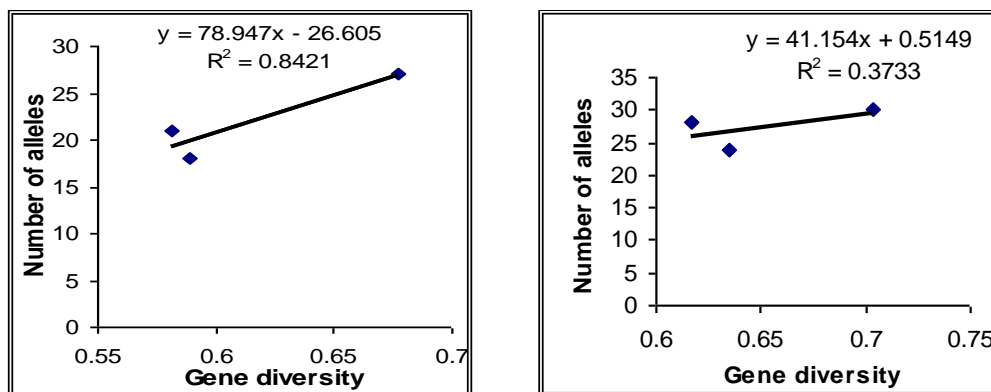 y = 78.947x - 26.605
R² = 0.8421
30
25
20
15
10
5
0
0.55 0.6 0.65 0.7
Number of alleles
Gene diversity
y = 41.154x + 0.5149
R² = 0.3733
35
30
25
20
15
10
5
0
0.6 0.65 0.7 0.75
Number of alleles
Gene diversity